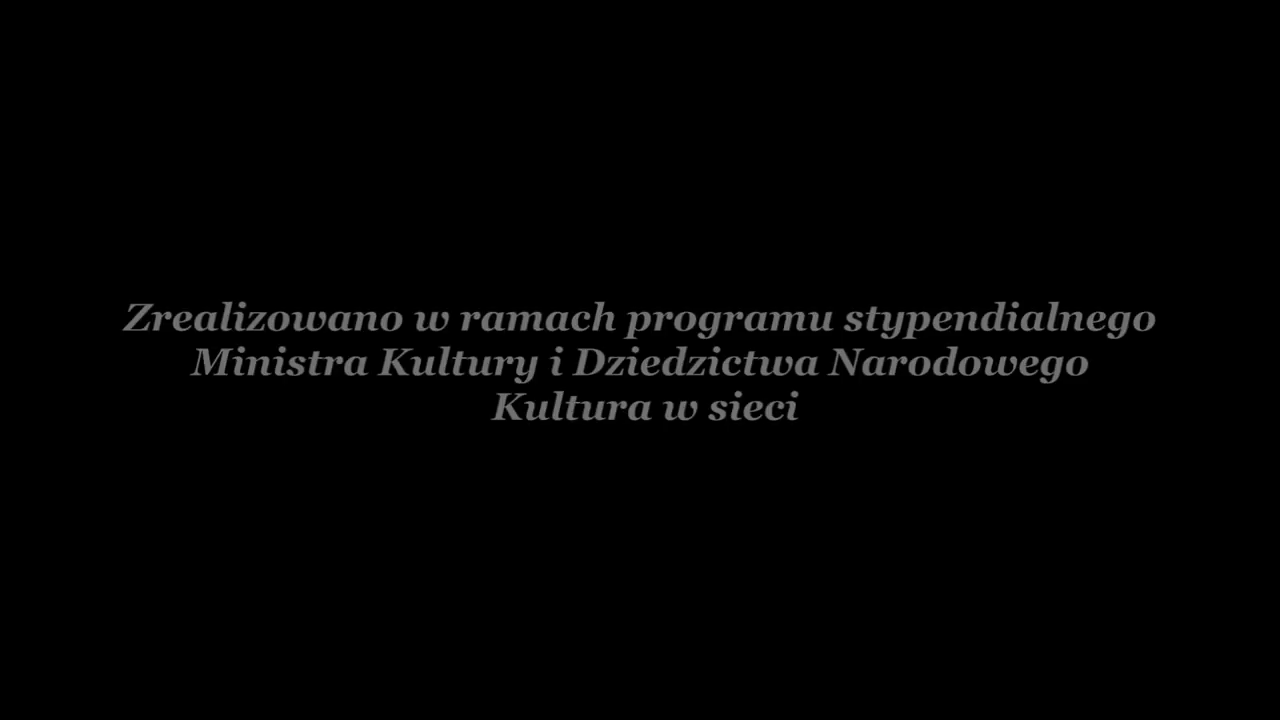 Zrealizowano w ramach programu stypendialnego
Ministra Kultury i Dziedzictwa Narodowego
Kultura w sieci